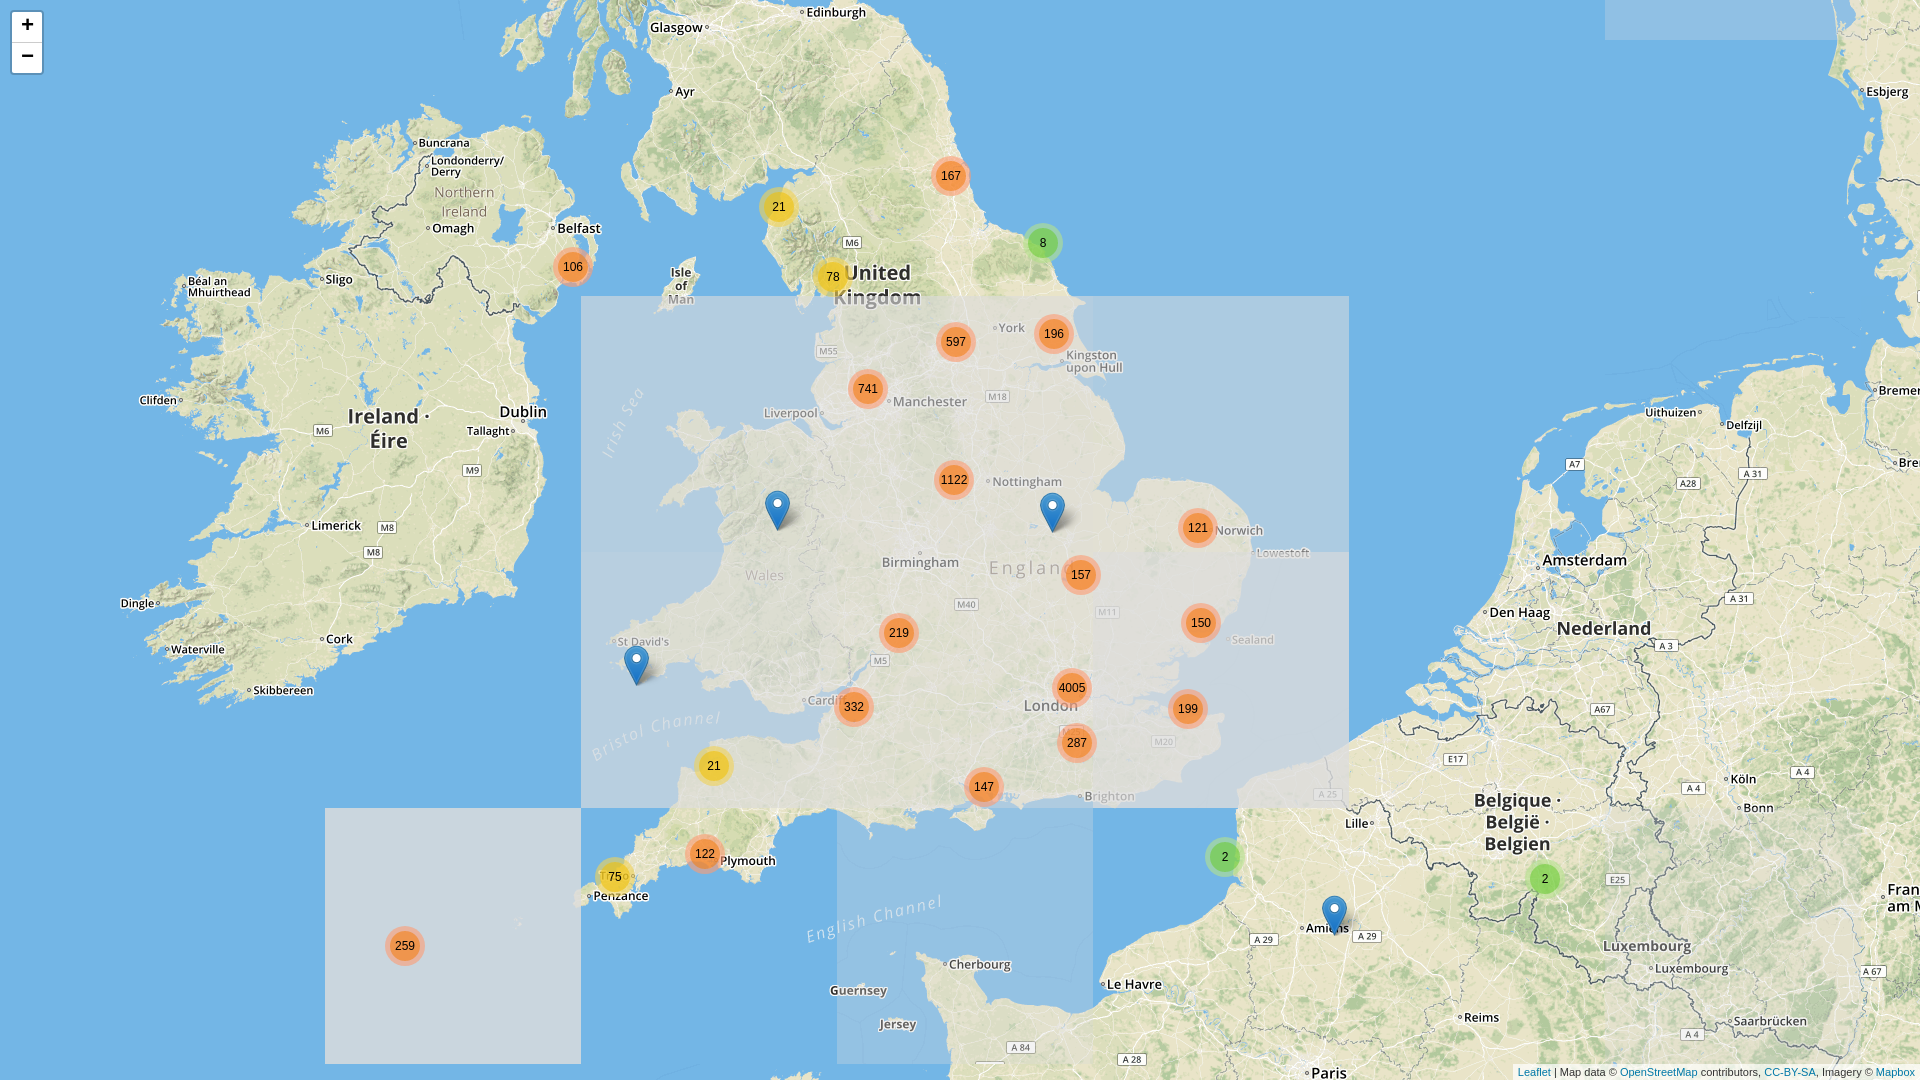 +
−
Edinburgh
Glasgow
Ayr
Esbjerg
Buncrana
Londonderry/
Derry
Northern
Ireland
Omagh
Belfast
167
21
8
M6
106
78
United
Kingdom
Isle
of
Man
Sligo
Béal an
Mhuirthead
York
196
597
M55
Kingston
upon Hull
741
Manchester
M18
Liverpool
Irish Sea
Clifden
Ireland ·
Éire
Dublin
Tallaght
M6
M9
Uithuizen
Delfzijl
A7
A 31
A28
1122
Nottingham
Limerick
M8
M8
121
Norwich
Lowestoft
Birmingham
Englan
157
Wales
Amsterdam
Dingle
M40
M11
150
Den Haag
A 31
Nederland
219
St David's
Sealand
Cork
Waterville
M5
A 3
Skibbereen
4005
London
Cardiff
332
199
A67
Bristol Channel
287
M20
E17
21
Köln
A 4
A 4
147
Brighton
A 25
Bonn
Belgique ·
België ·
Belgien
Lille
122
Plymouth
2
75
Penzance
2
E25
English Channel
Amiens
A 29
A 29
259
Luxembourg
Luxembourg
A 67
Cherbourg
Le Havre
Guernsey
Jersey
Reims
Saarbrücken
A 4
A 84
A 28
Paris
Leaflet | Map data © OpenStreetMap contributors, CC-BY-SA, Imagery © Mapbox